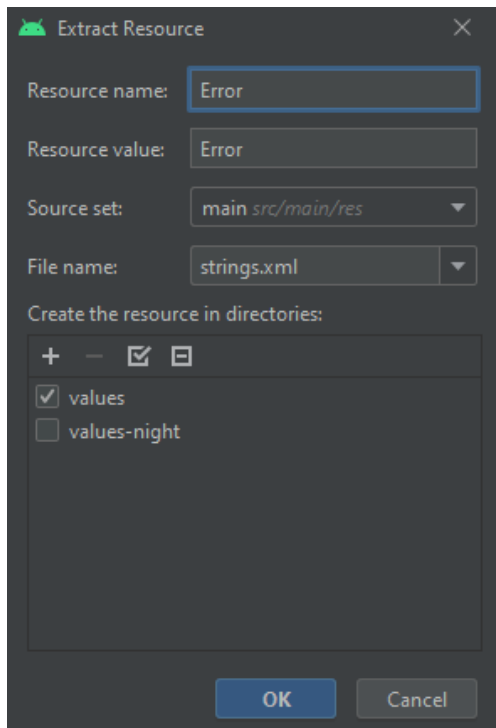 Extract Resource
Resource name: Error
Resource value: Error
Source set: main src/main/res
File name: strings.xml
Create the resource in directories:
values
values-night
OK Cancel